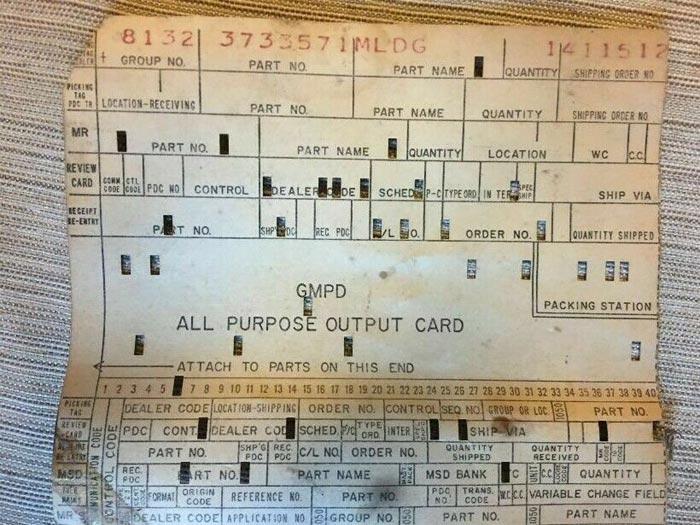 8132 3733571 MLDG 1411512
GROUP NO. PART NO. PART NAME QUANTITY SHIPPING ORDER NO
PICKING TAG PDC TR LOCATION-RECEIVING PART NO. PART NAME QUANTITY SHIPPING ORDER NO
MR PART NO. PART NAME QUANTITY LOCATION WC C.C.
REVIEW CARD COMM CODE CTL CODE PDC NO CONTROL DEALER CODE SCHED P-C TYPE ORD IN TER SPEC SHIP SHIP VIA
RECEIPT RE-ENTRY PART NO. SHP'G PDC REC PDC C/L NO. ORDER NO. QUANTITY SHIPPED
GMPD
PACKING STATION
ALL PURPOSE OUTPUT CARD
ATTACH TO PARTS ON THIS END
1 2 3 4 5 7 8 9 10 11 12 13 14 15 16 17 18 19 20 21 22 23 24 25 26 27 28 29 30 31 32 33 34 35 36 37 38 39 40
PICKING TAG DEALER CODE LOCATION-SHIPPING ORDER NO. CONTROL SEQ. NO. GROUP OR LOC. 1050 PART NO.
REVIEW CARD PDC CONT. DEALER COD SCHED. P/C TYPE ORD. INTER SHIP VIA
PART NO. SHP'G PDC REC. PDC C/L NO. ORDER NO. QUANTITY SHIPPED QUANTITY RECEIVED
MSD REC. PDC PART NO. PART NAME MSD BANK C UNIT C.C. QUANTITY
FORMAT ORIGIN CODE REFERENCE NO. PART NO. PDC NO TRANS. CODE W.C. C.C. VARIABLE CHANGE FIELD
MR DEALER CODE APPLICATION NO 1050 GROUP NO. 1050 PART NO. 1050 PART NAME
CONTROL CODE